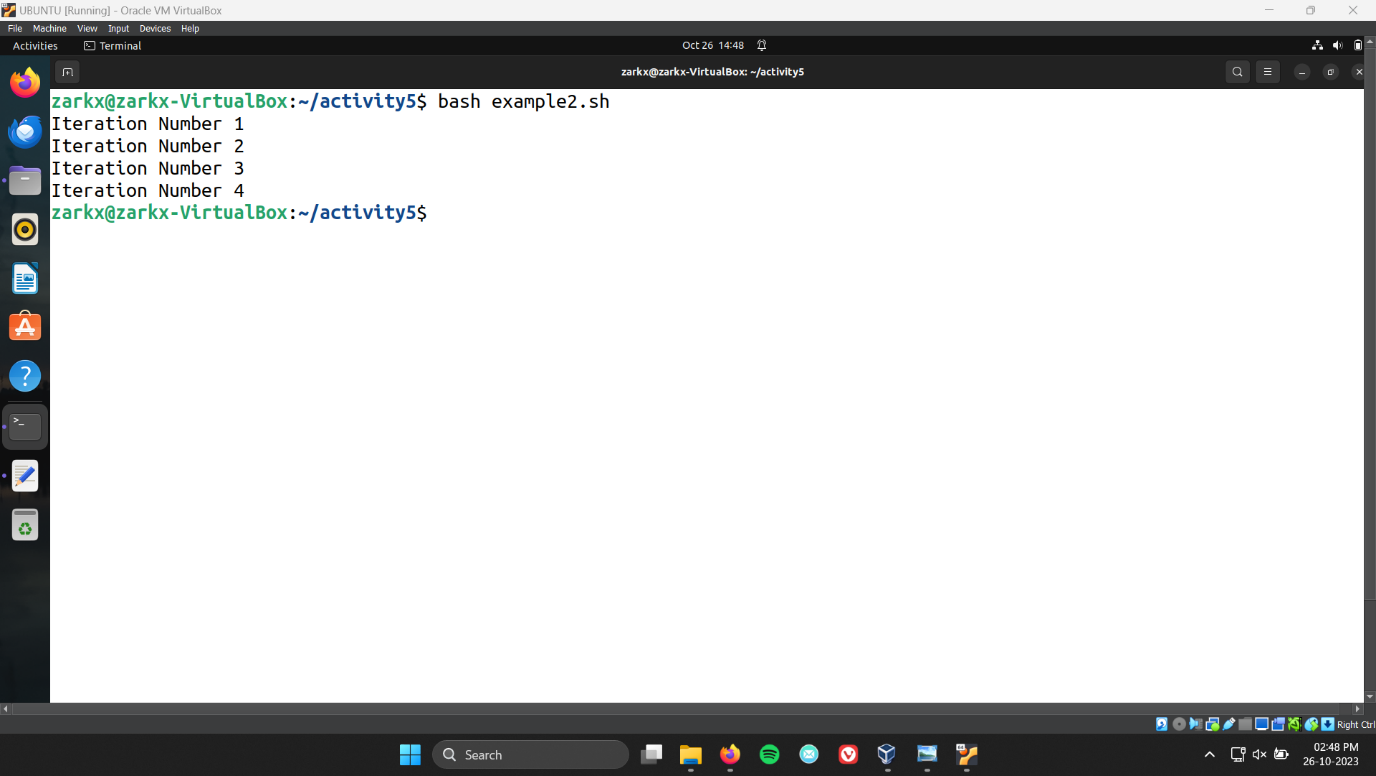 UBUNTU [Running] - Oracle VM VirtualBox
File Machine View Input Devices Help
Activities Terminal Oct 26 14:48
zarkx@zarkx-VirtualBox: ~/activity5
zarkx@zarkx-VirtualBox:~/activity5$ bash example2.sh
Iteration Number 1
Iteration Number 2
Iteration Number 3
Iteration Number 4
zarkx@zarkx-VirtualBox:~/activity5$
Right Ctrl
Search
02:48 PM
26-10-2023